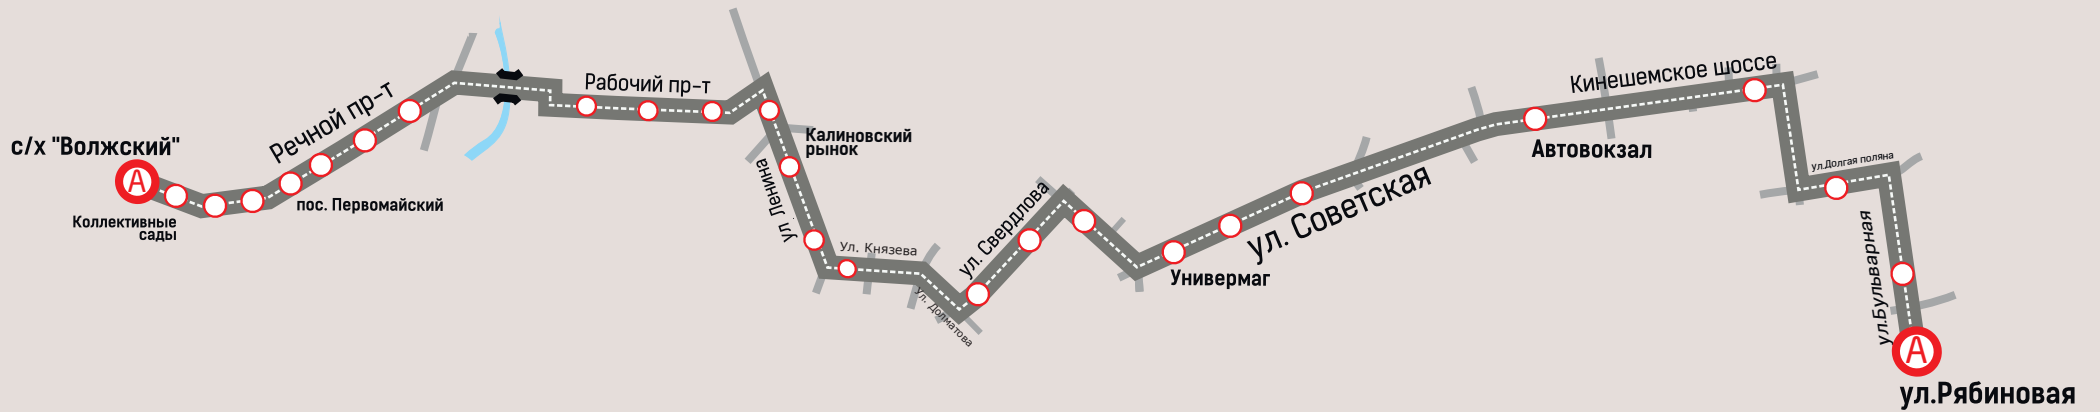 с/х "Волжский"
А
Коллективные
сады
Речной пр-т
пос. Первомайский
Рабочий пр-т
Калиновский
рынок
ул Ленина
Ул. Князева
Ул. Долматова
ул. Свердлова
Универмаг
ул. Советская
Автовокзал
Кинешемское шоссе
ул.Долгая поляна
ул.Бульварная
А
ул.Рябиновая